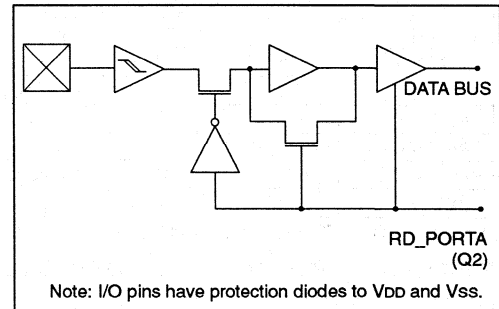 DATA BUS
RD_PORTA
(Q2)
Note: I/O pins have protection diodes to VDD and VSS.